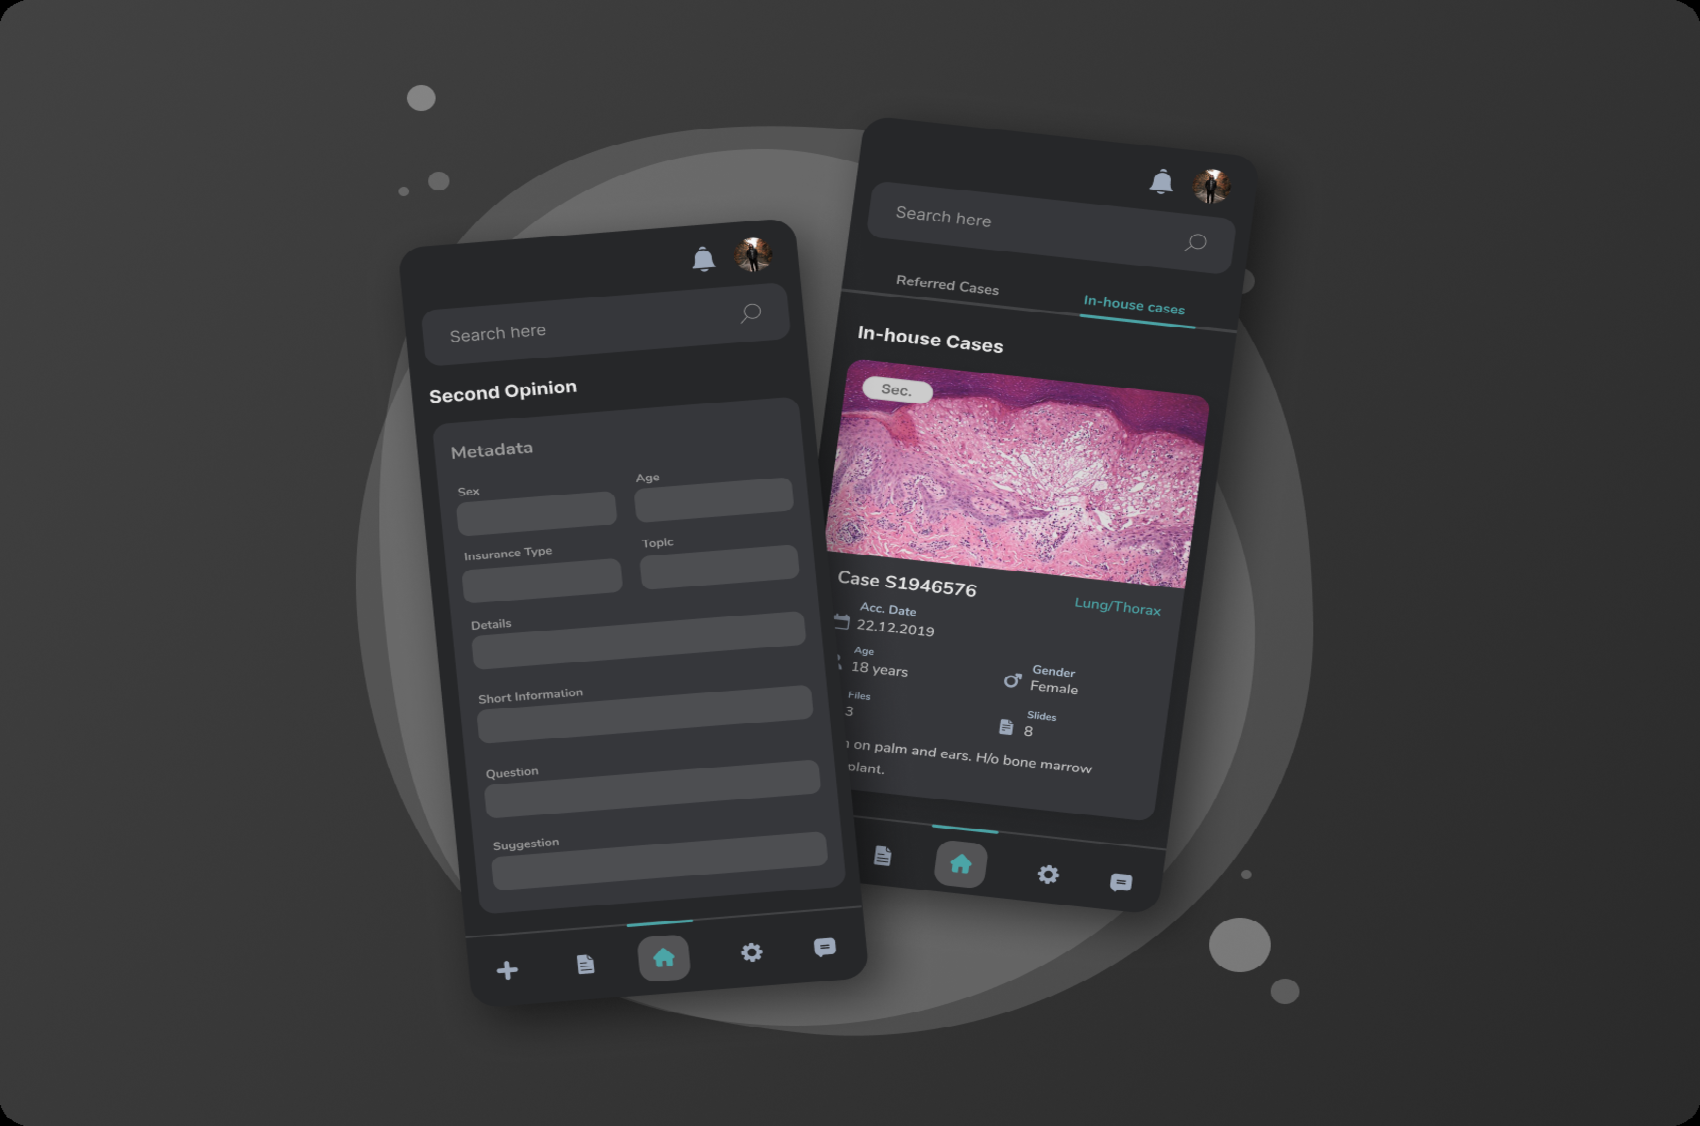 Search here
Second Opinion
Metadata
Sex
Age
Insurance Type
Topic
Details
Short Information
Question
Suggestion
Search here
Referred Cases
In-house cases
In-house Cases
Sec.
Case S1946576
Lung/Thorax
Acc. Date
22.12.2019
Age
18 years
Gender
Female
Files
3
Slides
8
on palm and ears. H/o bone marrow
plant.